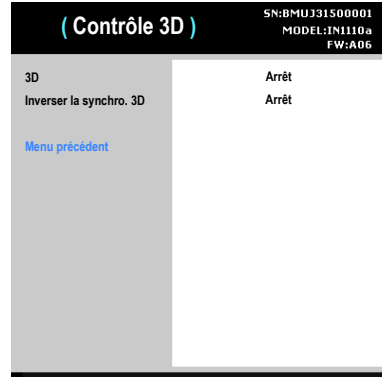 ( Contrôle 3D )
SN:BMUJ31500001
MODEL:IN1110a
FW:A06
3D Arrêt
Inverser la synchro. 3D Arrêt
Menu précédent